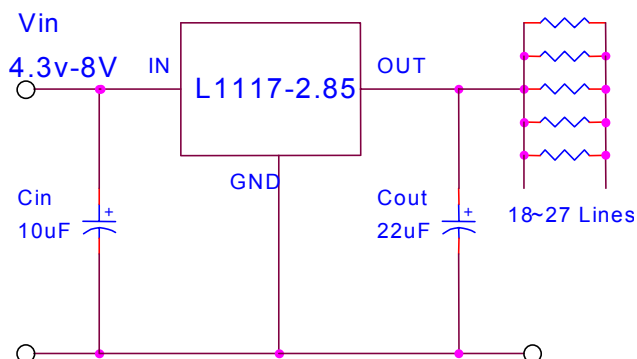 Vin
4.3v-8V
IN
L1117-2.85
OUT
GND
Cin
10uF
+
Cout
22uF
+
18~27 Lines